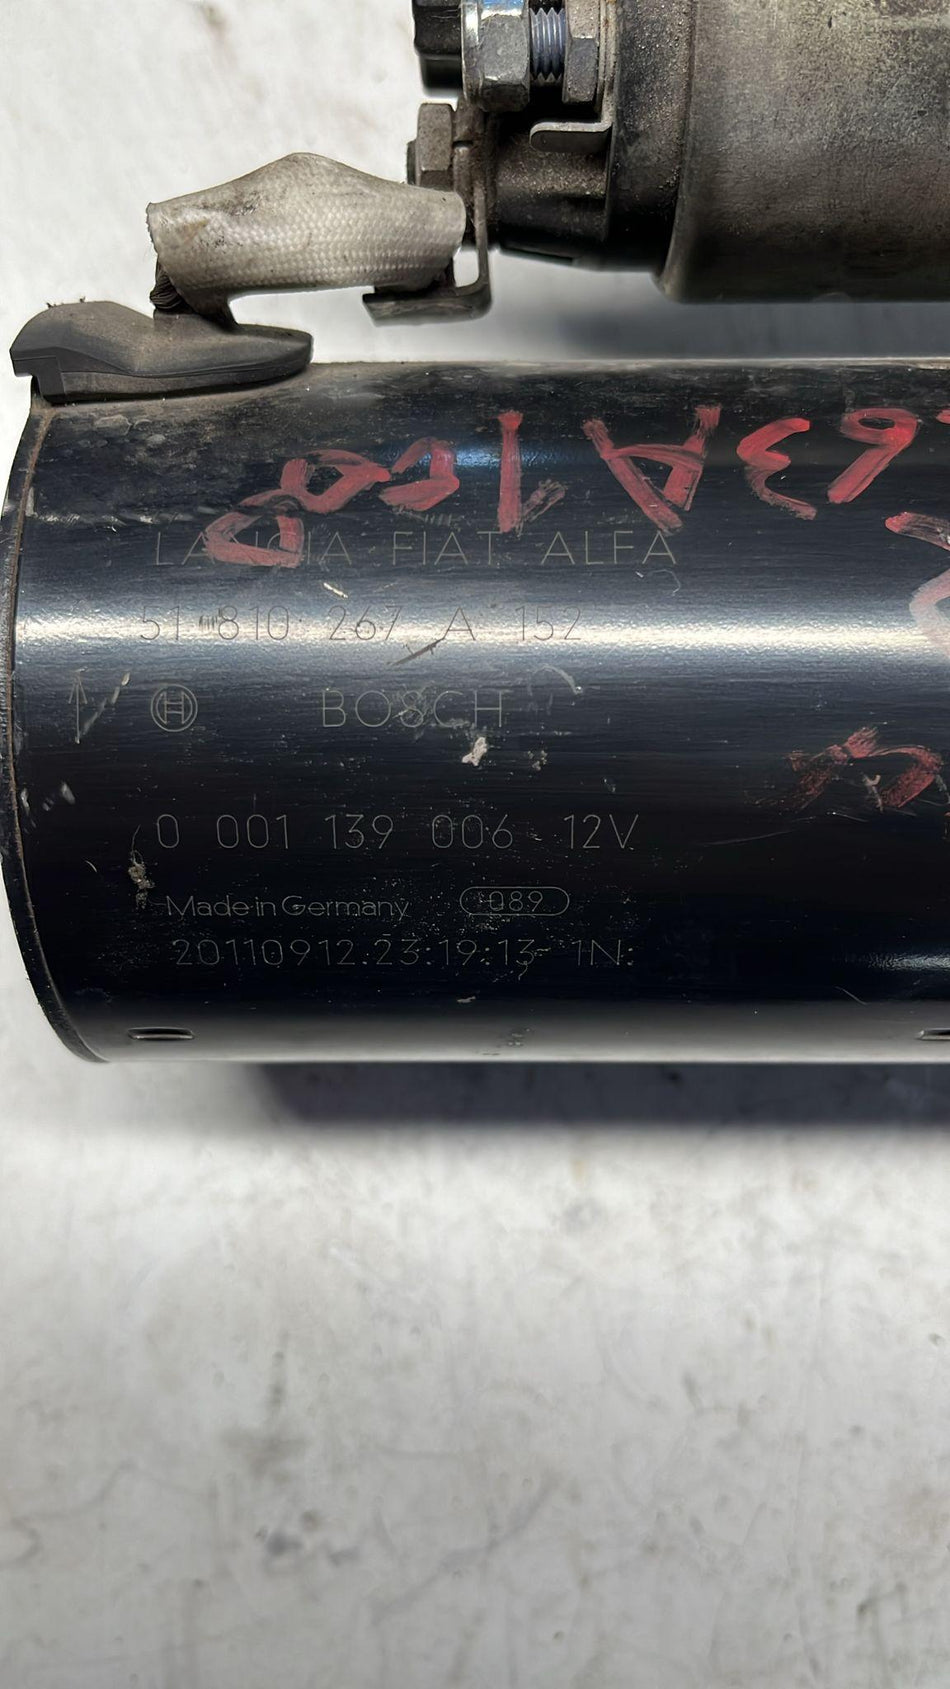 LANCIA FIAT ALFA
51 810 267 A 152
BOSCH
0 001 139 006 12V
Made in Germany 089
20110912.23:19:13- 1N: